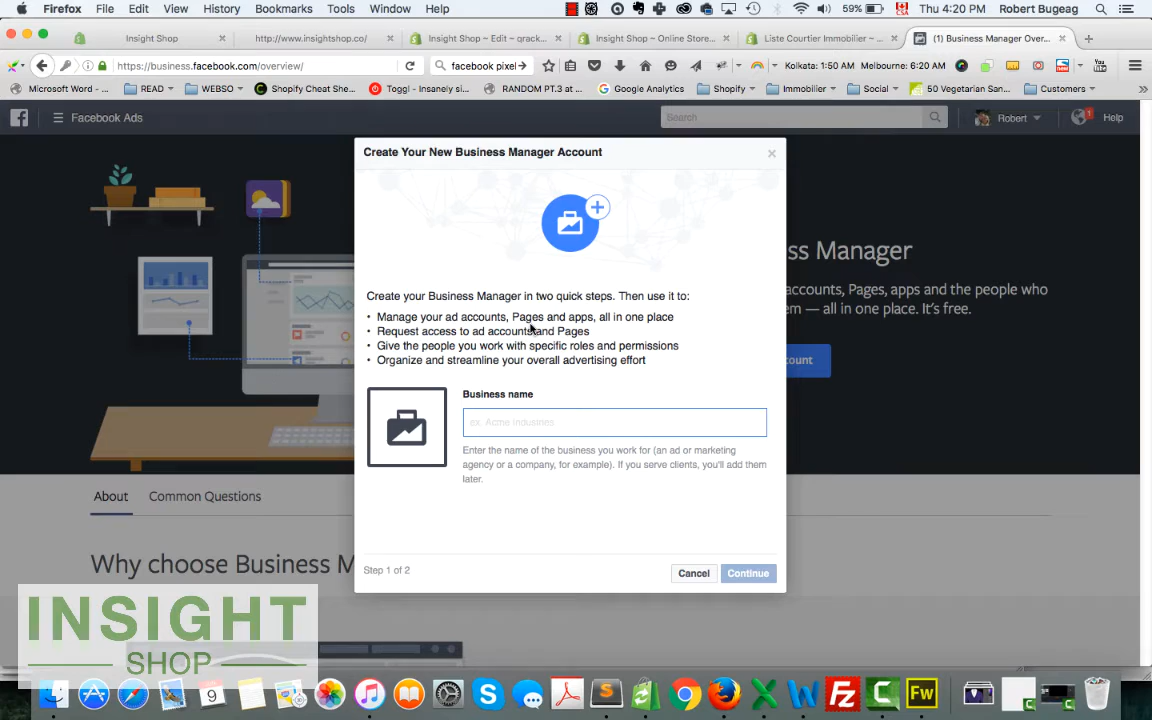 Firefox File Edit View History Bookmarks Tools Window Help 59% Thu 4:20 PM Robert Bugeag
Insight Shop http://www.insightshop.co/ Insight Shop ~ Edit ~ qrack... Insight Shop ~ Online Store... Liste Courtier Immobilier ~ ... (1) Business Manager Over...
https://business.facebook.com/overview/ facebook pixel Kolkata: 1:50 AM Melbourne: 6:20 AM
Microsoft Word - ... READ WEBSO Shopify Cheat She... Toggl - Insanely si... RANDOM PT.3 at ... Google Analytics Shopify Immobilier Social 50 Vegetarian San... Customers
Facebook Ads Search Robert 1 Help
Create Your New Business Manager Account
ss Manager
accounts, Pages, apps and the people who
em — all in one place. It's free.
count
Create your Business Manager in two quick steps. Then use it to:
• Manage your ad accounts, Pages and apps, all in one place
• Request access to ad accounts and Pages
• Give the people you work with specific roles and permissions
• Organize and streamline your overall advertising effort
Business name
ex. Acme Industries
Enter the name of the business you work for (an ad or marketing
agency or a company, for example). If you serve clients, you'll add them
later.
About Common Questions
Why choose Business M
Step 1 of 2 Cancel Continue
INSIGHT
SHOP
9
Fz
C
Fw